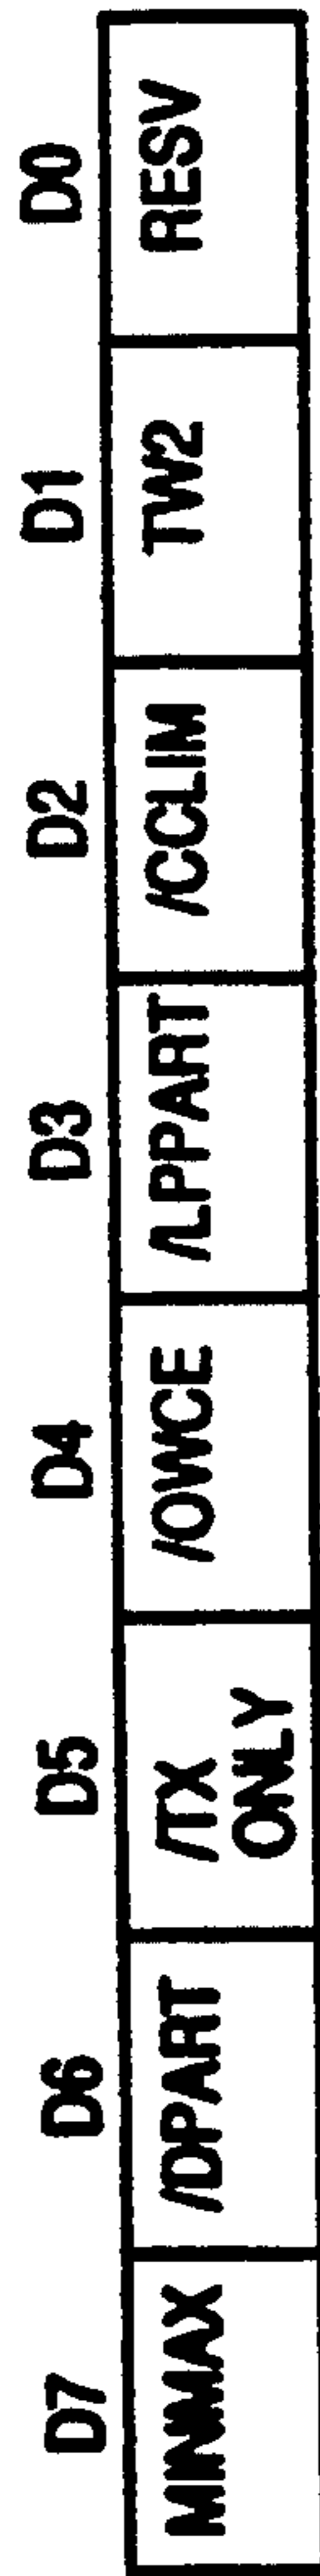 D7 D6 D5 D4 D3 D2 D1 D0
MINMAX /DPART /TX /OWCE /LPPART /CCLIM TW2 RESV
ONLY